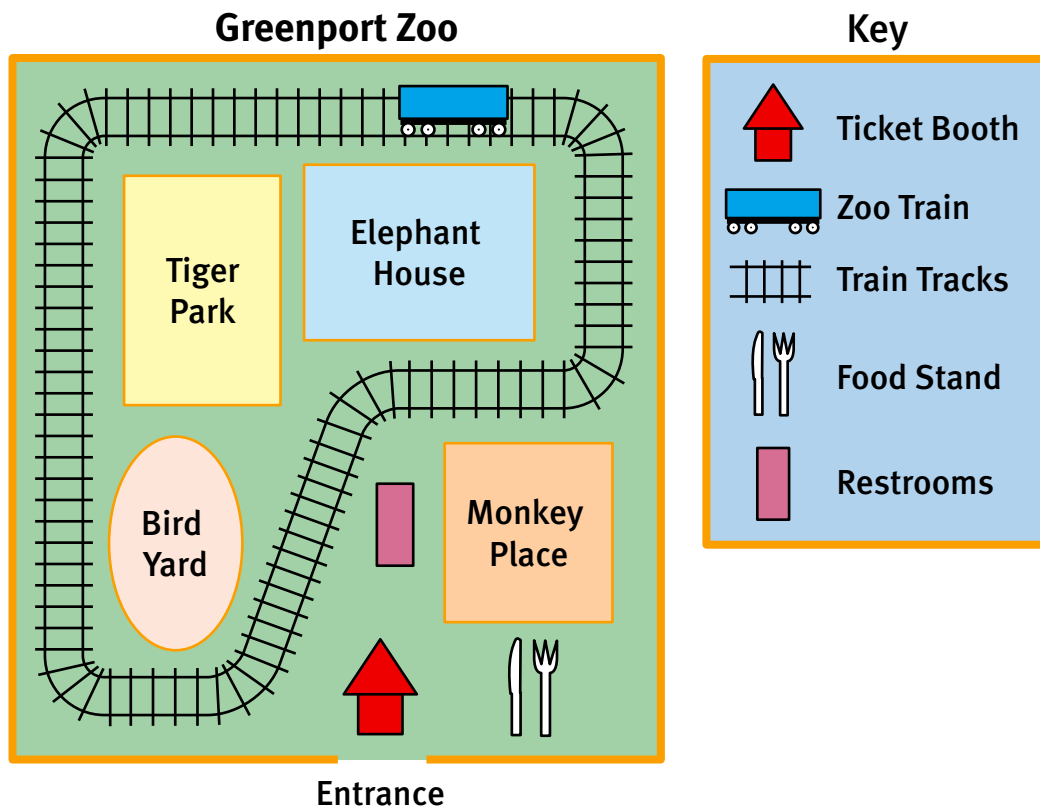 Greenport Zoo
Tiger
Park
Elephant
House
Bird
Yard
Monkey
Place
Entrance
Key
Ticket Booth
Zoo Train
Train Tracks
Food Stand
Restrooms